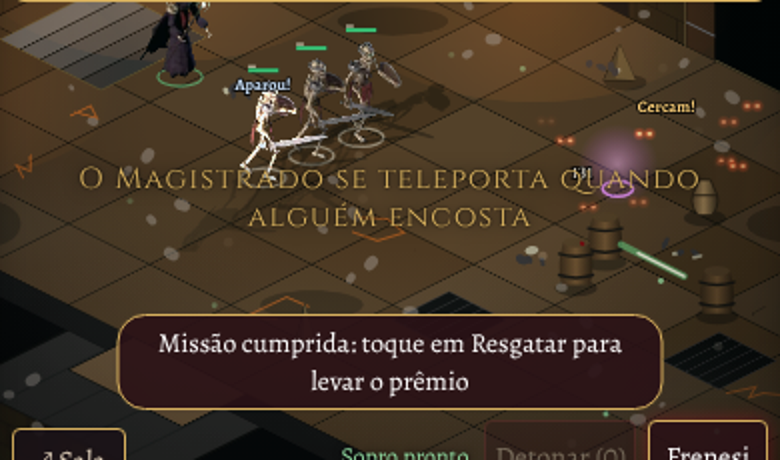 Aparou!
Cercam!
O Magistrado se teleporta quando
alguém encosta
Missão cumprida: toque em Resgatar para
levar o prêmio
Sopro pronto
Detonar (0)
Frenesi